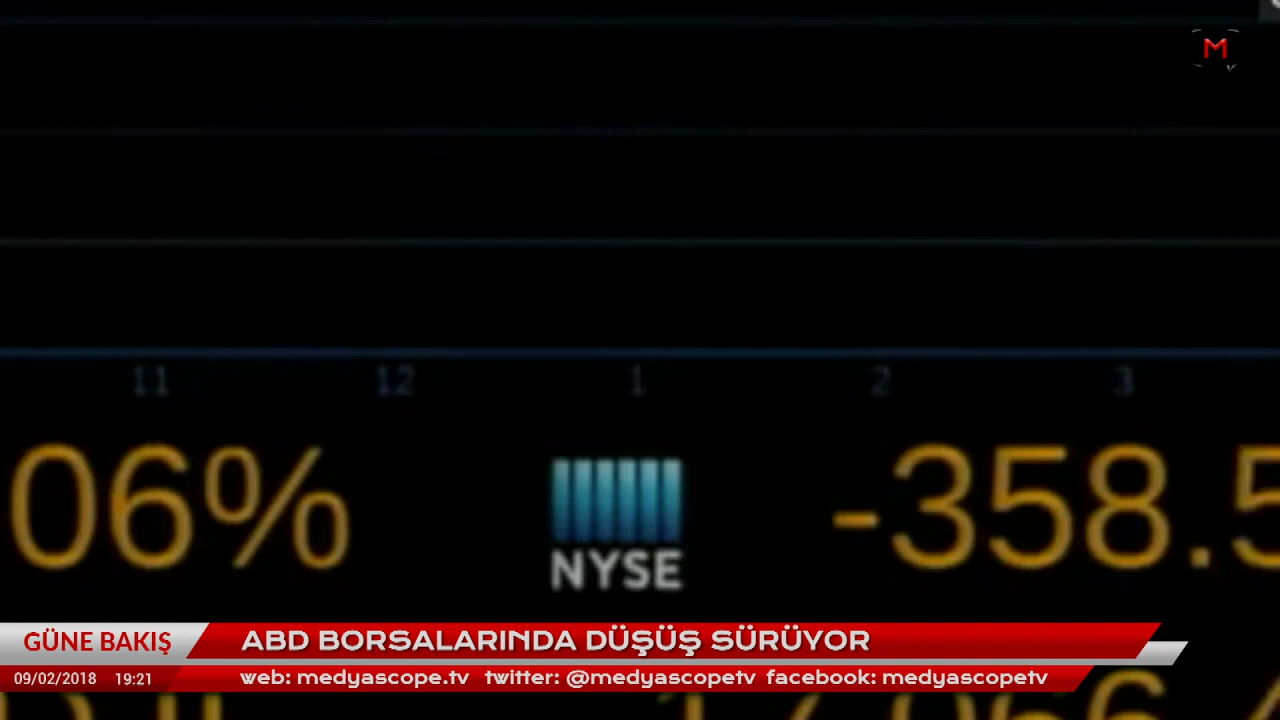 M
11 12 1 2 3
06% NYSE -358.5
GÜNE BAKIŞ
ABD BORSALARINDA DÜŞÜŞ SÜRÜYOR
09/02/2018 19:21
web: medyascope.tv twitter: @medyascopetv facebook: medyascopetv